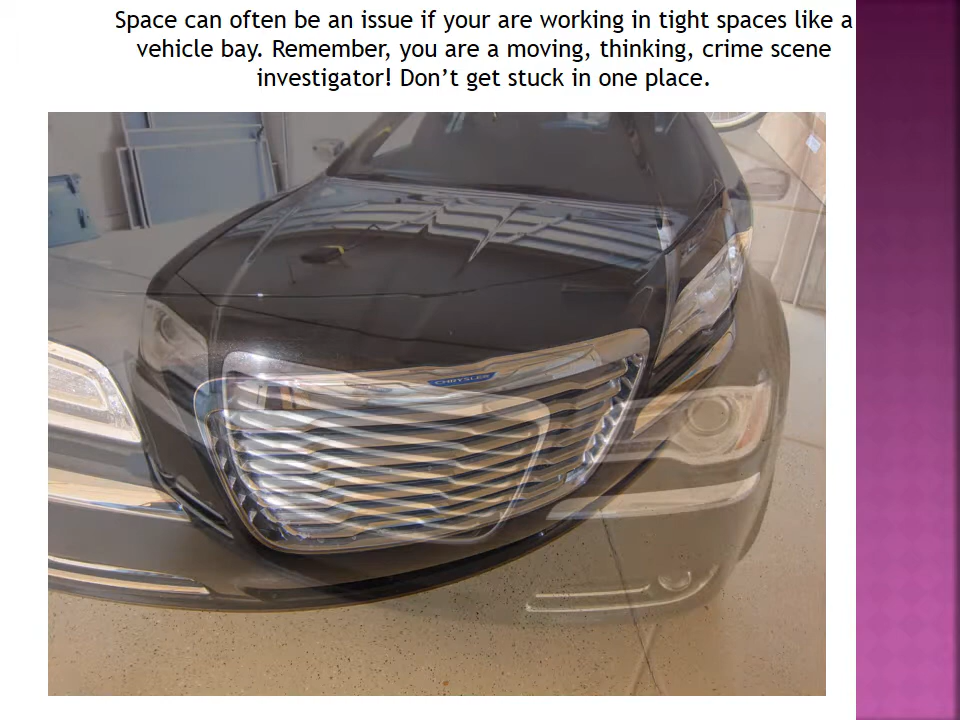 Space can often be an issue if your are working in tight spaces like a
vehicle bay. Remember, you are a moving, thinking, crime scene
investigator! Don’t get stuck in one place.
CHRYSLER